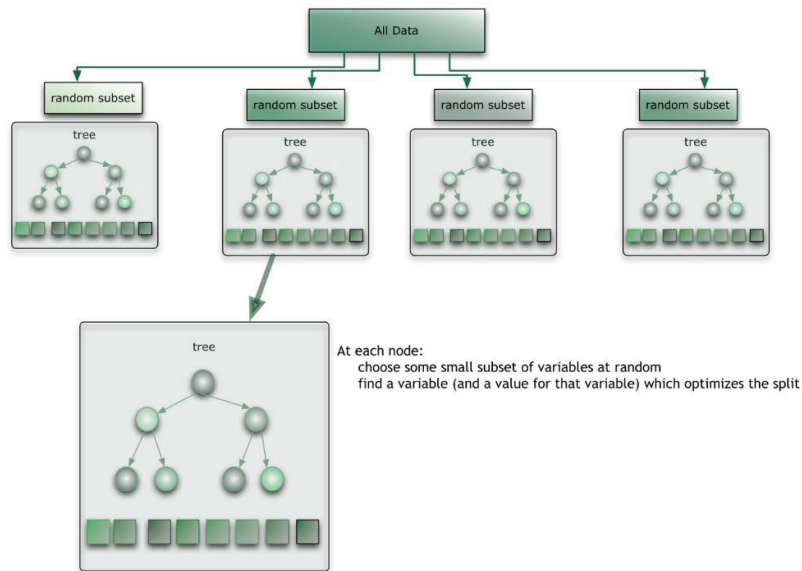 All Data
random subset
random subset
random subset
random subset
tree
tree
tree
tree
tree
At each node:
choose some small subset of variables at random
find a variable (and a value for that variable) which optimizes the split